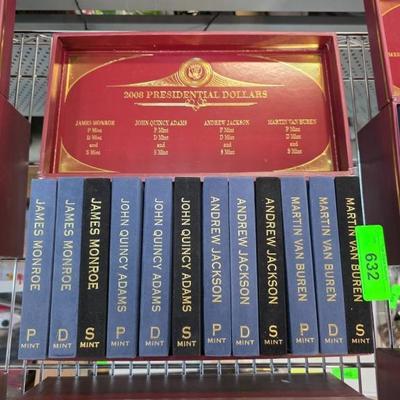 2008 PRESIDENTIAL DOLLARS
JAMES MONROE
P Mint
D Mint
and
S Mint
JOHN QUINCY ADAMS
P Mint
D Mint
and
S Mint
ANDREW JACKSON
P Mint
D Mint
and
S Mint
MARTIN VAN BUREN
P Mint
D Mint
and
S Mint
JAMES MONROE
P
MINT
JAMES MONROE
D
MINT
JAMES MONROE
S
MINT
JOHN QUINCY ADAMS
P
MINT
JOHN QUINCY ADAMS
D
MINT
JOHN QUINCY ADAMS
S
MINT
ANDREW JACKSON
P
MINT
ANDREW JACKSON
D
MINT
ANDREW JACKSON
S
MINT
MARTIN VAN BUREN
P
MINT
MARTIN VAN BUREN
D
MINT
MARTIN VAN BUREN
S
MINT
632